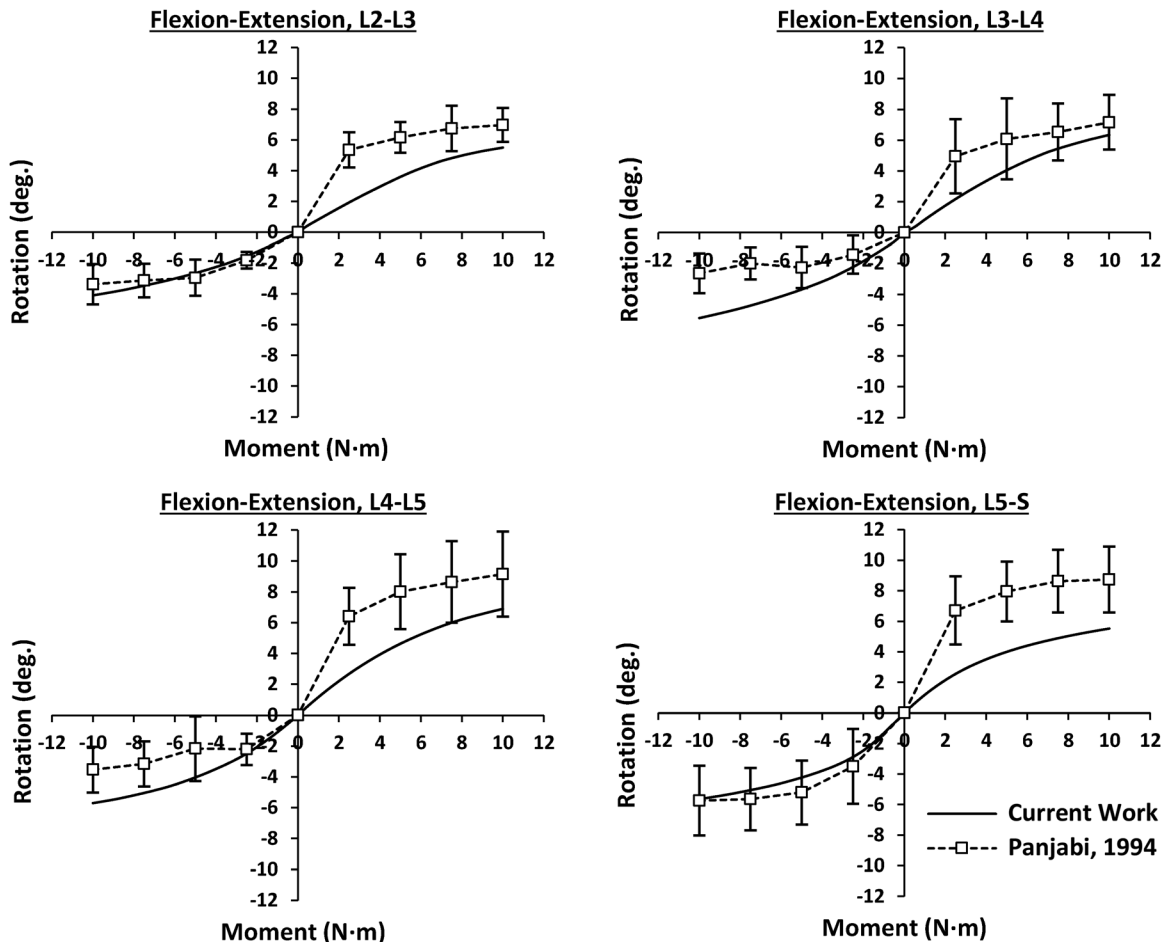 Flexion-Extension, L2-L3
12
10
8
6
4
2
0
-12 -10 -8 -6 -4 -2 0 2 4 6 8 10 12
-2
-4
-6
-8
-10
-12
Rotation (deg.)
Moment (N·m)
Flexion-Extension, L3-L4
12
10
8
6
4
2
0
-12 -10 -8 -6 -4 -2 0 2 4 6 8 10 12
-2
-4
-6
-8
-10
-12
Rotation (deg.)
Moment (N·m)
Flexion-Extension, L4-L5
12
10
8
6
4
2
0
-12 -10 -8 -6 -4 -2 0 2 4 6 8 10 12
-2
-4
-6
-8
-10
-12
Rotation (deg.)
Moment (N·m)
Flexion-Extension, L5-S
12
10
8
6
4
2
0
-12 -10 -8 -6 -4 -2 0 2 4 6 8 10 12
-2
-4
-6
-8
-10
-12
Rotation (deg.)
Moment (N·m)
Current Work
Panjabi, 1994